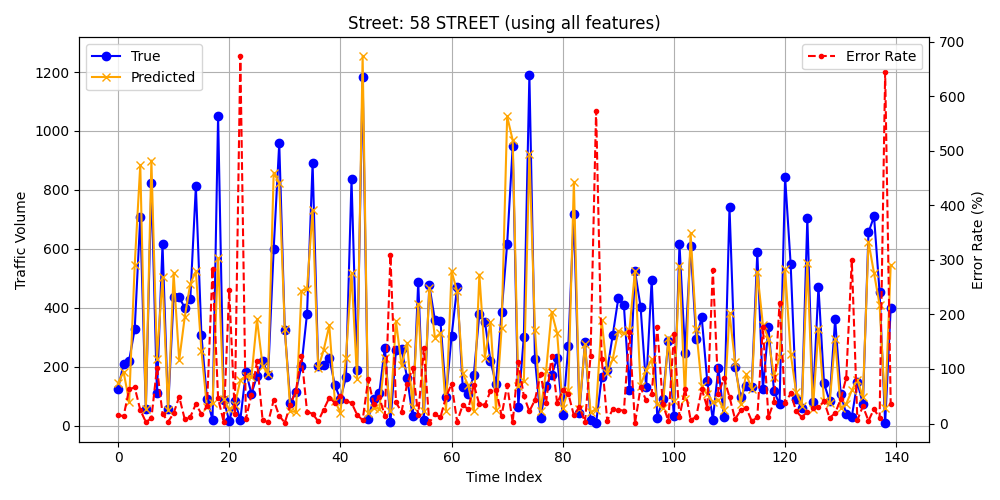 Street: 58 STREET (using all features)
True
Predicted
Error Rate
Traffic Volume
1200
1000
800
600
400
200
0
700
600
500
400
300
200
100
0
Error Rate (%)
0 20 40 60 80 100 120 140
Time Index